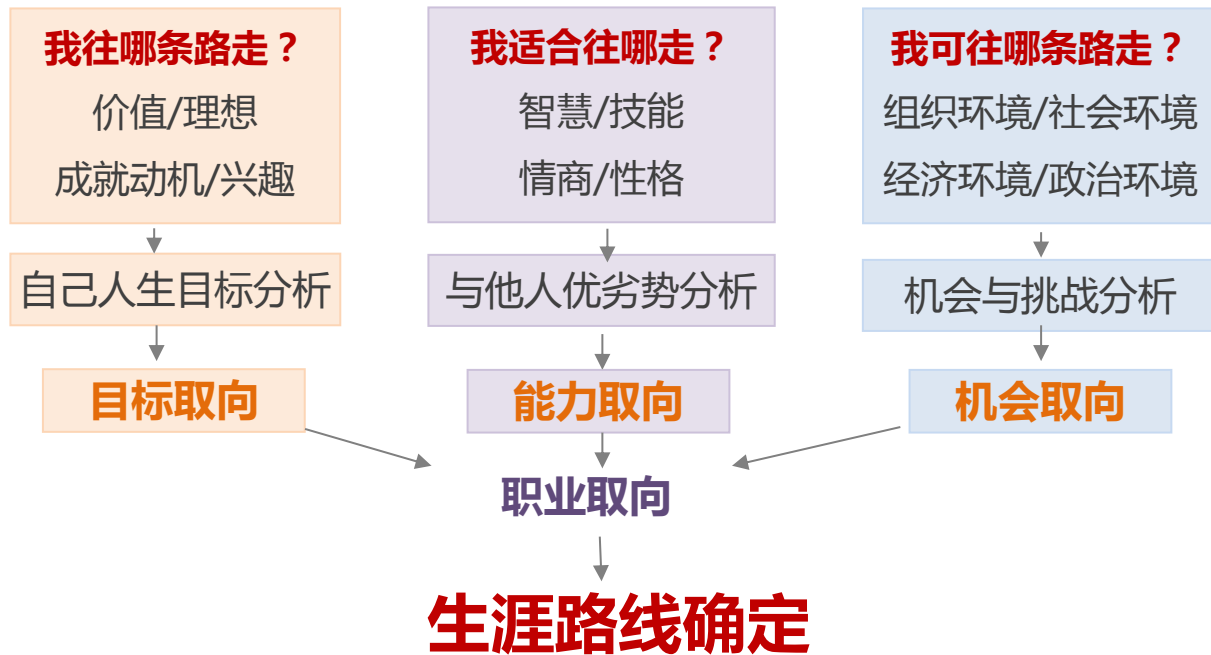 我往哪条路走？
价值/理想
成就动机/兴趣
我适合往哪走？
智慧/技能
情商/性格
我可往哪条路走？
组织环境/社会环境
经济环境/政治环境
自己人生目标分析
与他人优劣势分析
机会与挑战分析
目标取向
能力取向
机会取向
职业取向
生涯路线确定